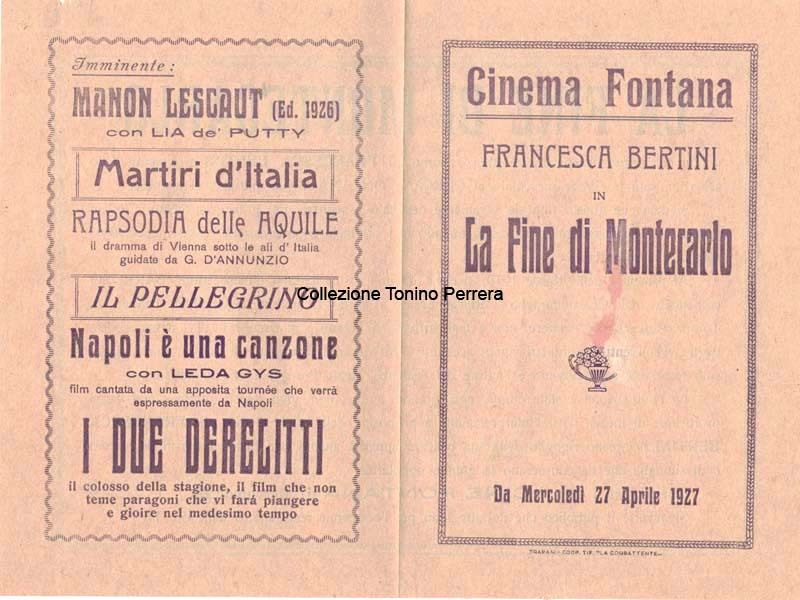 Imminente :
MANON LESCAUT (Ed. 1926)
con LIA de' PUTTY
Martiri d'Italia
RAPSODIA delle AQUILE
il dramma di Vienna sotto le ali d' Italia
guidate da G. D'ANNUNZIO
IL PELLEGRINO
Napoli è una canzone
con LEDA GYS
film cantata da una apposita tournée che verrà
espressamente da Napoli
I DUE DERELITTI
il colosso della stagione, il film che non
teme paragoni che vi fará piangere
e gioire nel medesimo tempo
Collezione Tonino Perrera
Cinema Fontana
FRANCESCA BERTINI
IN
La Fine di Montecarlo
Da Mercoledì 27 Aprile 1927
TRAPANI - COOP. TIP. "LA COMBATTENTE"